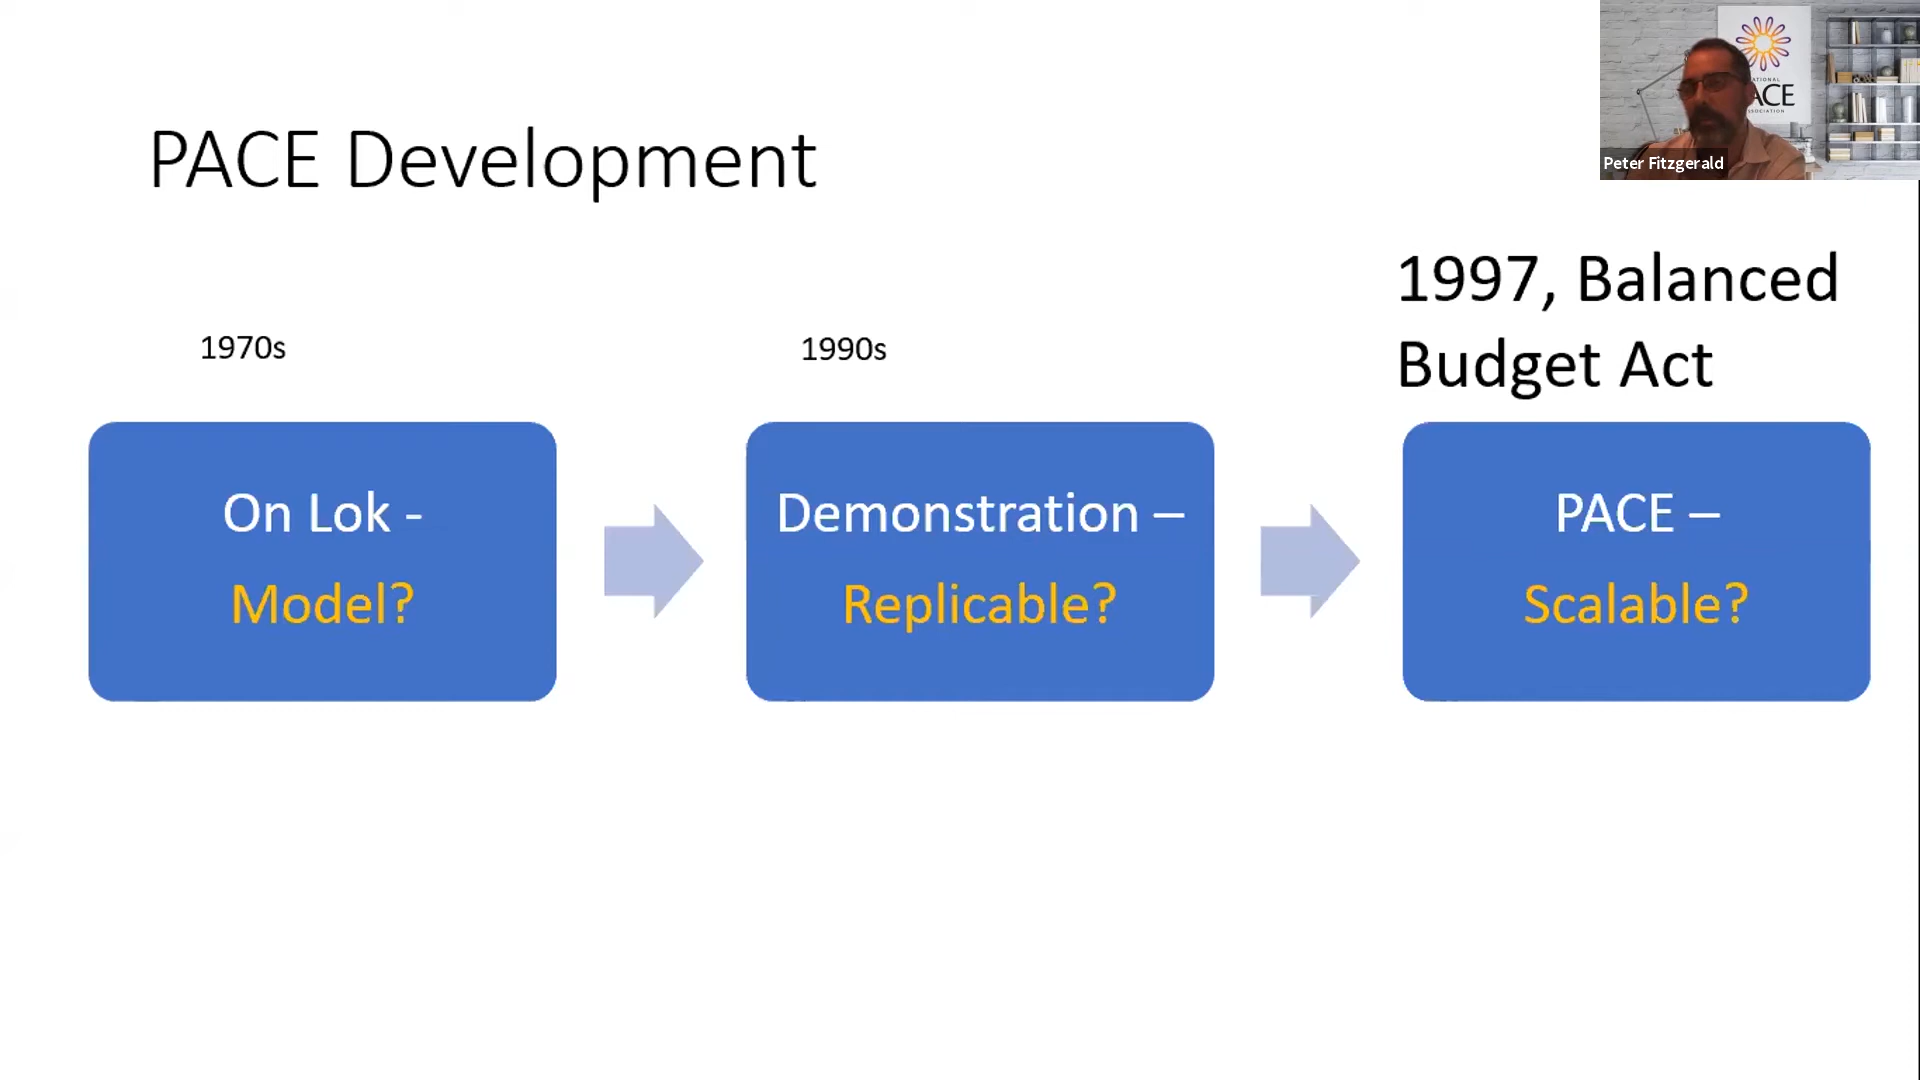 PACE Development
ACE
Peter Fitzgerald
1997, Balanced
Budget Act
1970s
1990s
On Lok -
Model?
Demonstration –
Replicable?
PACE –
Scalable?